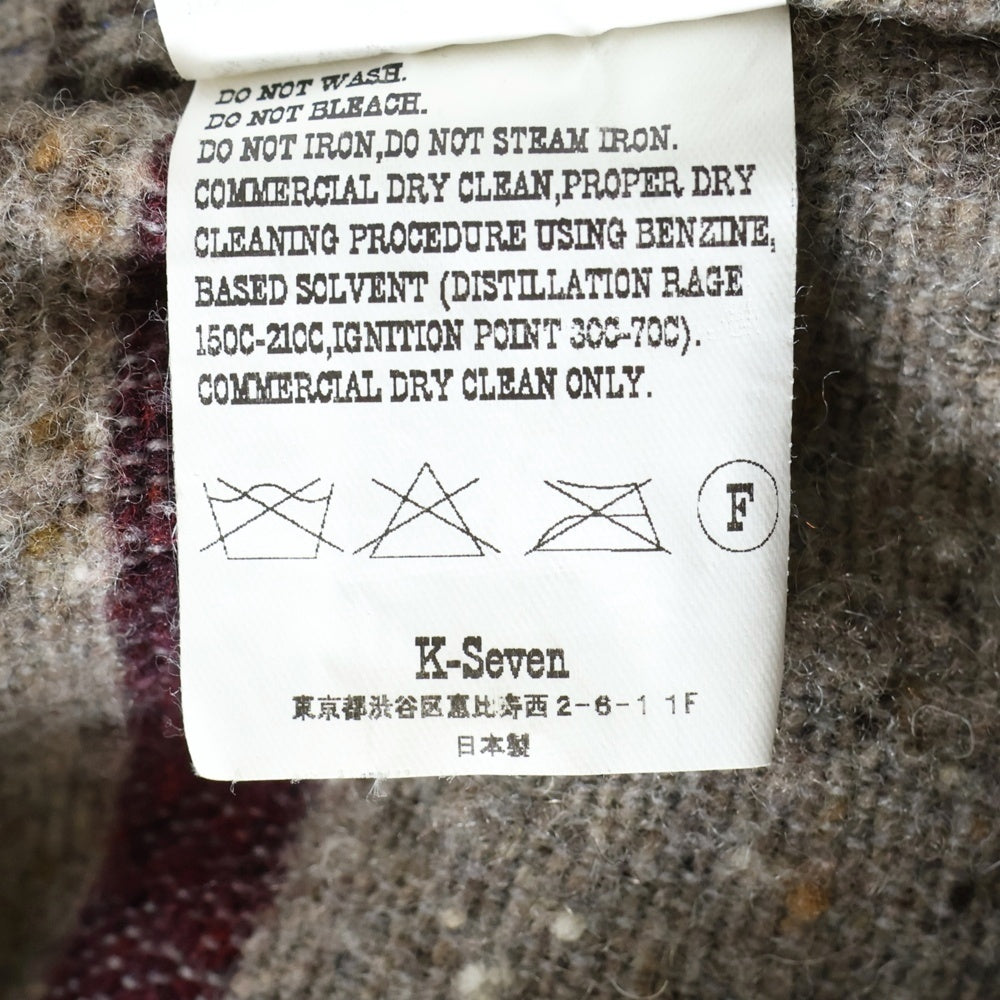 DO NOT WASH.
DO NOT BLEACH.
DO NOT IRON,DO NOT STEAM IRON.
COMMERCIAL DRY CLEAN,PROPER DRY
CLEANING PROCEDURE USING BENZINE,
BASED SOLVENT (DISTILLATION RAGE
150C-210C,IGNITION POINT 30C-70C).
COMMERCIAL DRY CLEAN ONLY.
F
K-Seven
東京都渋谷区恵比寿西2-6-1 1F
日本製